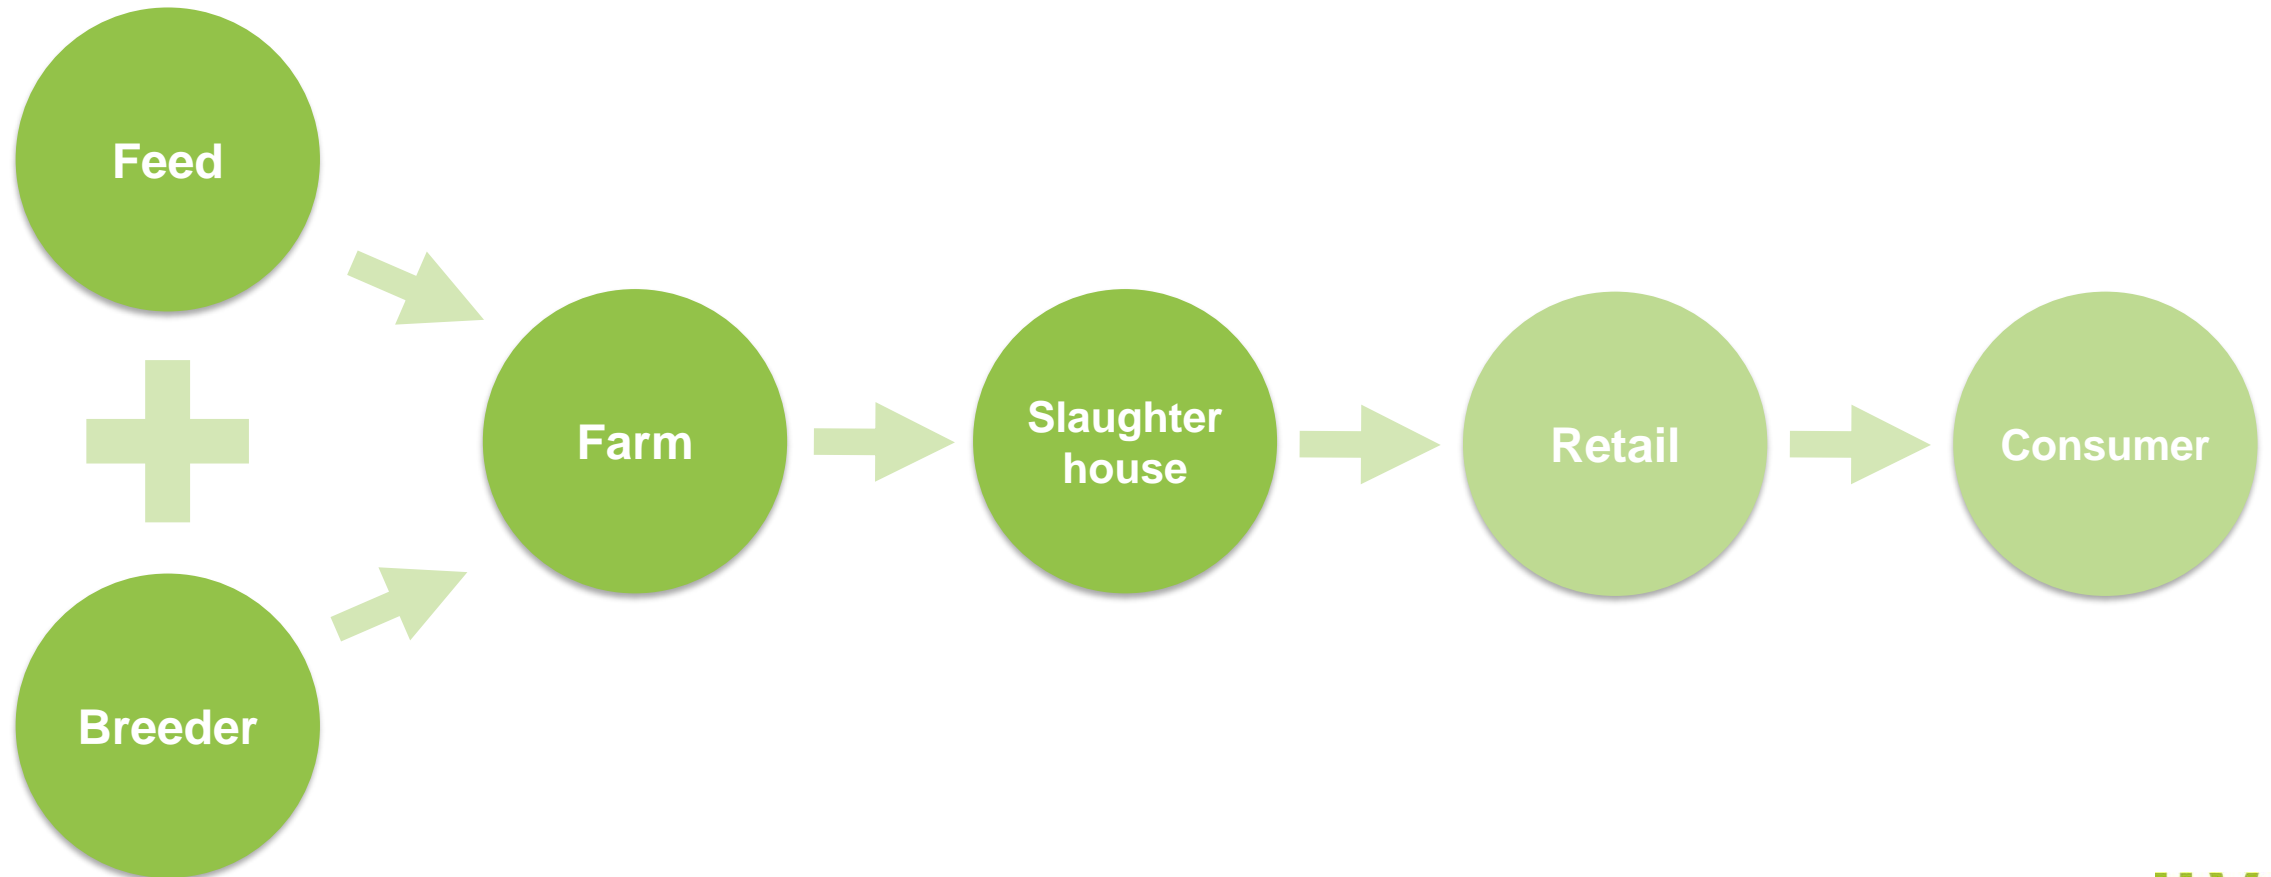 Feed
Farm
Slaughter
house
Retail
Consumer
Breeder